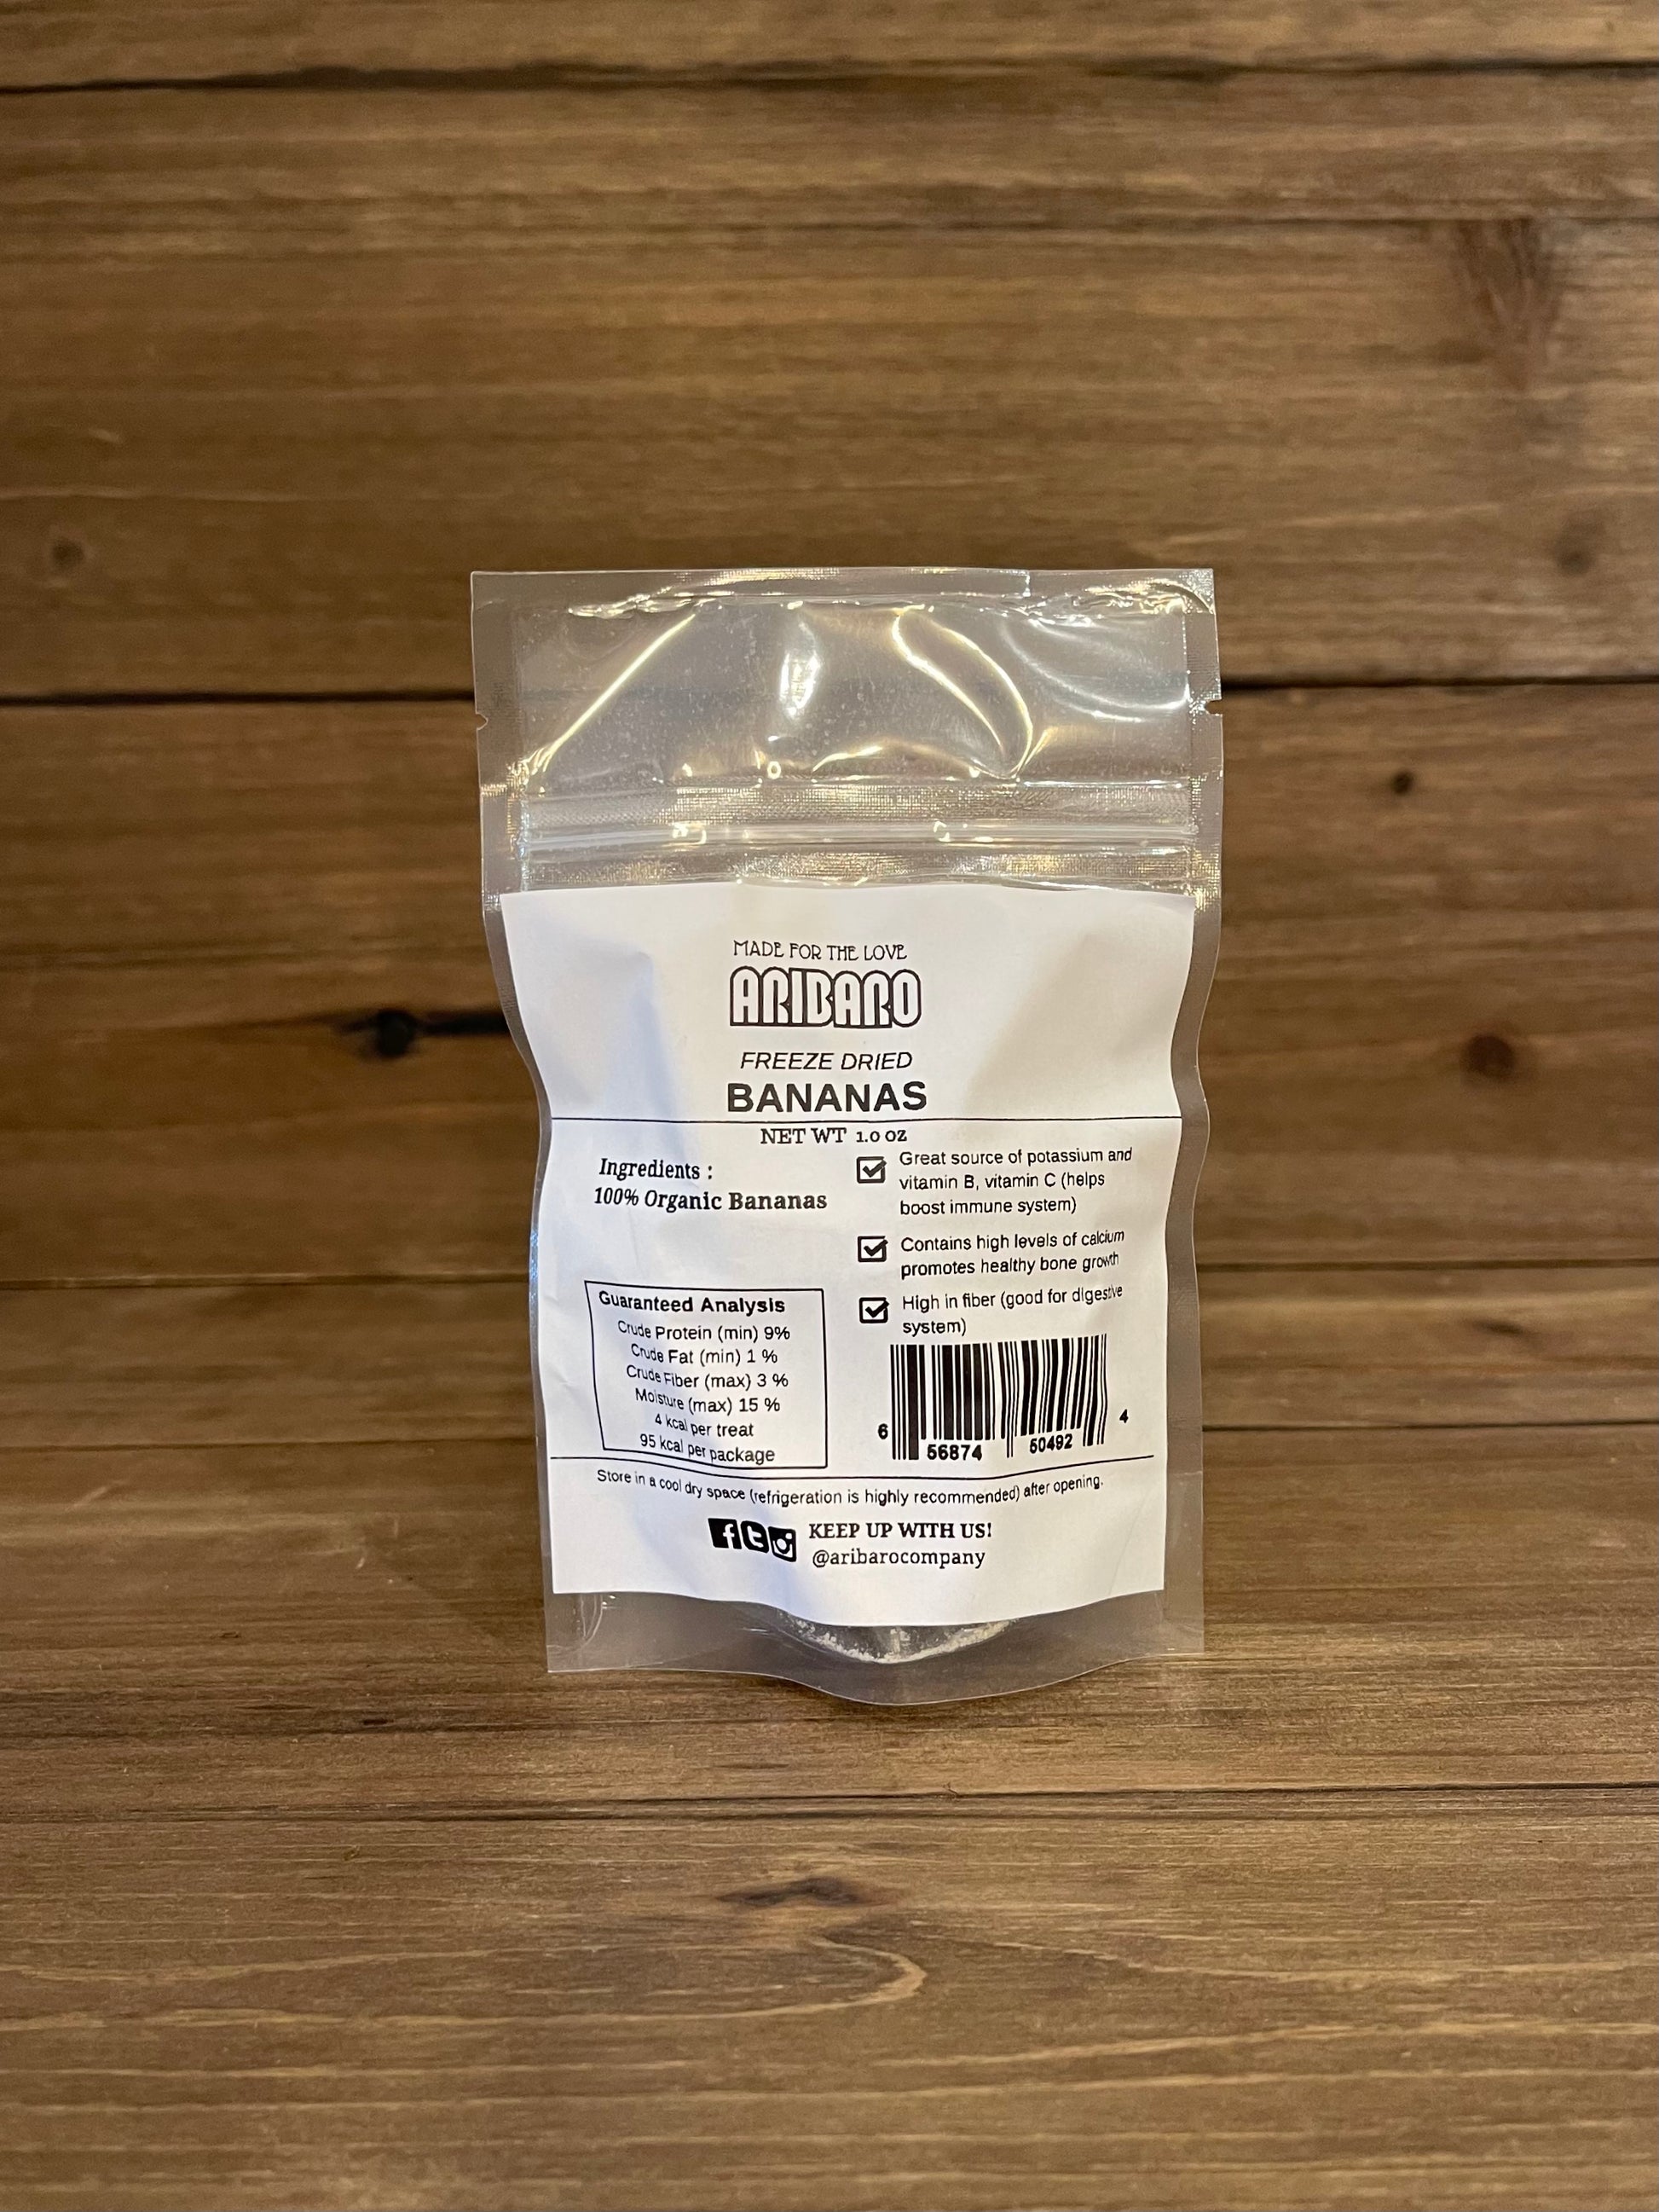 MADE FOR THE LOVE
ARIBARO
FREEZE DRIED
BANANAS
NET WT 1.0 OZ
Ingredients :
100% Organic Bananas
Great source of potassium and
vitamin B, vitamin C (helps
boost immune system)
Contains high levels of calcium
promotes healthy bone growth
High in fiber (good for digestive
system)
Guaranteed Analysis
Crude Protein (min) 9%
Crude Fat (min) 1 %
Crude Fiber (max) 3 %
Moisture (max) 15 %
4 kcal per treat
95 kcal per package
6 56874 50492 4
Store in a cool dry space (refrigeration is highly recommended) after opening.
KEEP UP WITH US!
@aribarocompany